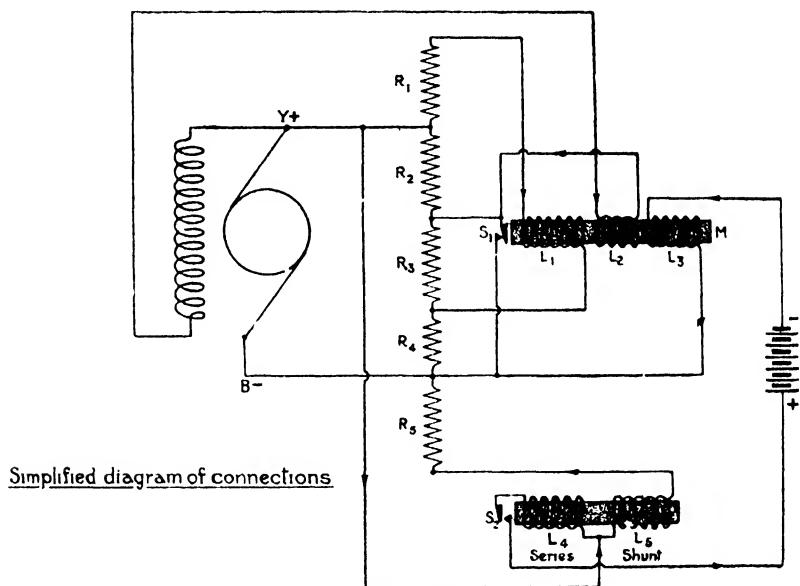 R1
Y+
R2
S1
M
L1 L2 L3
R3
R4
-
B-
+
R5
Simplified diagram of connections
S2
L4 L5
Series Shunt